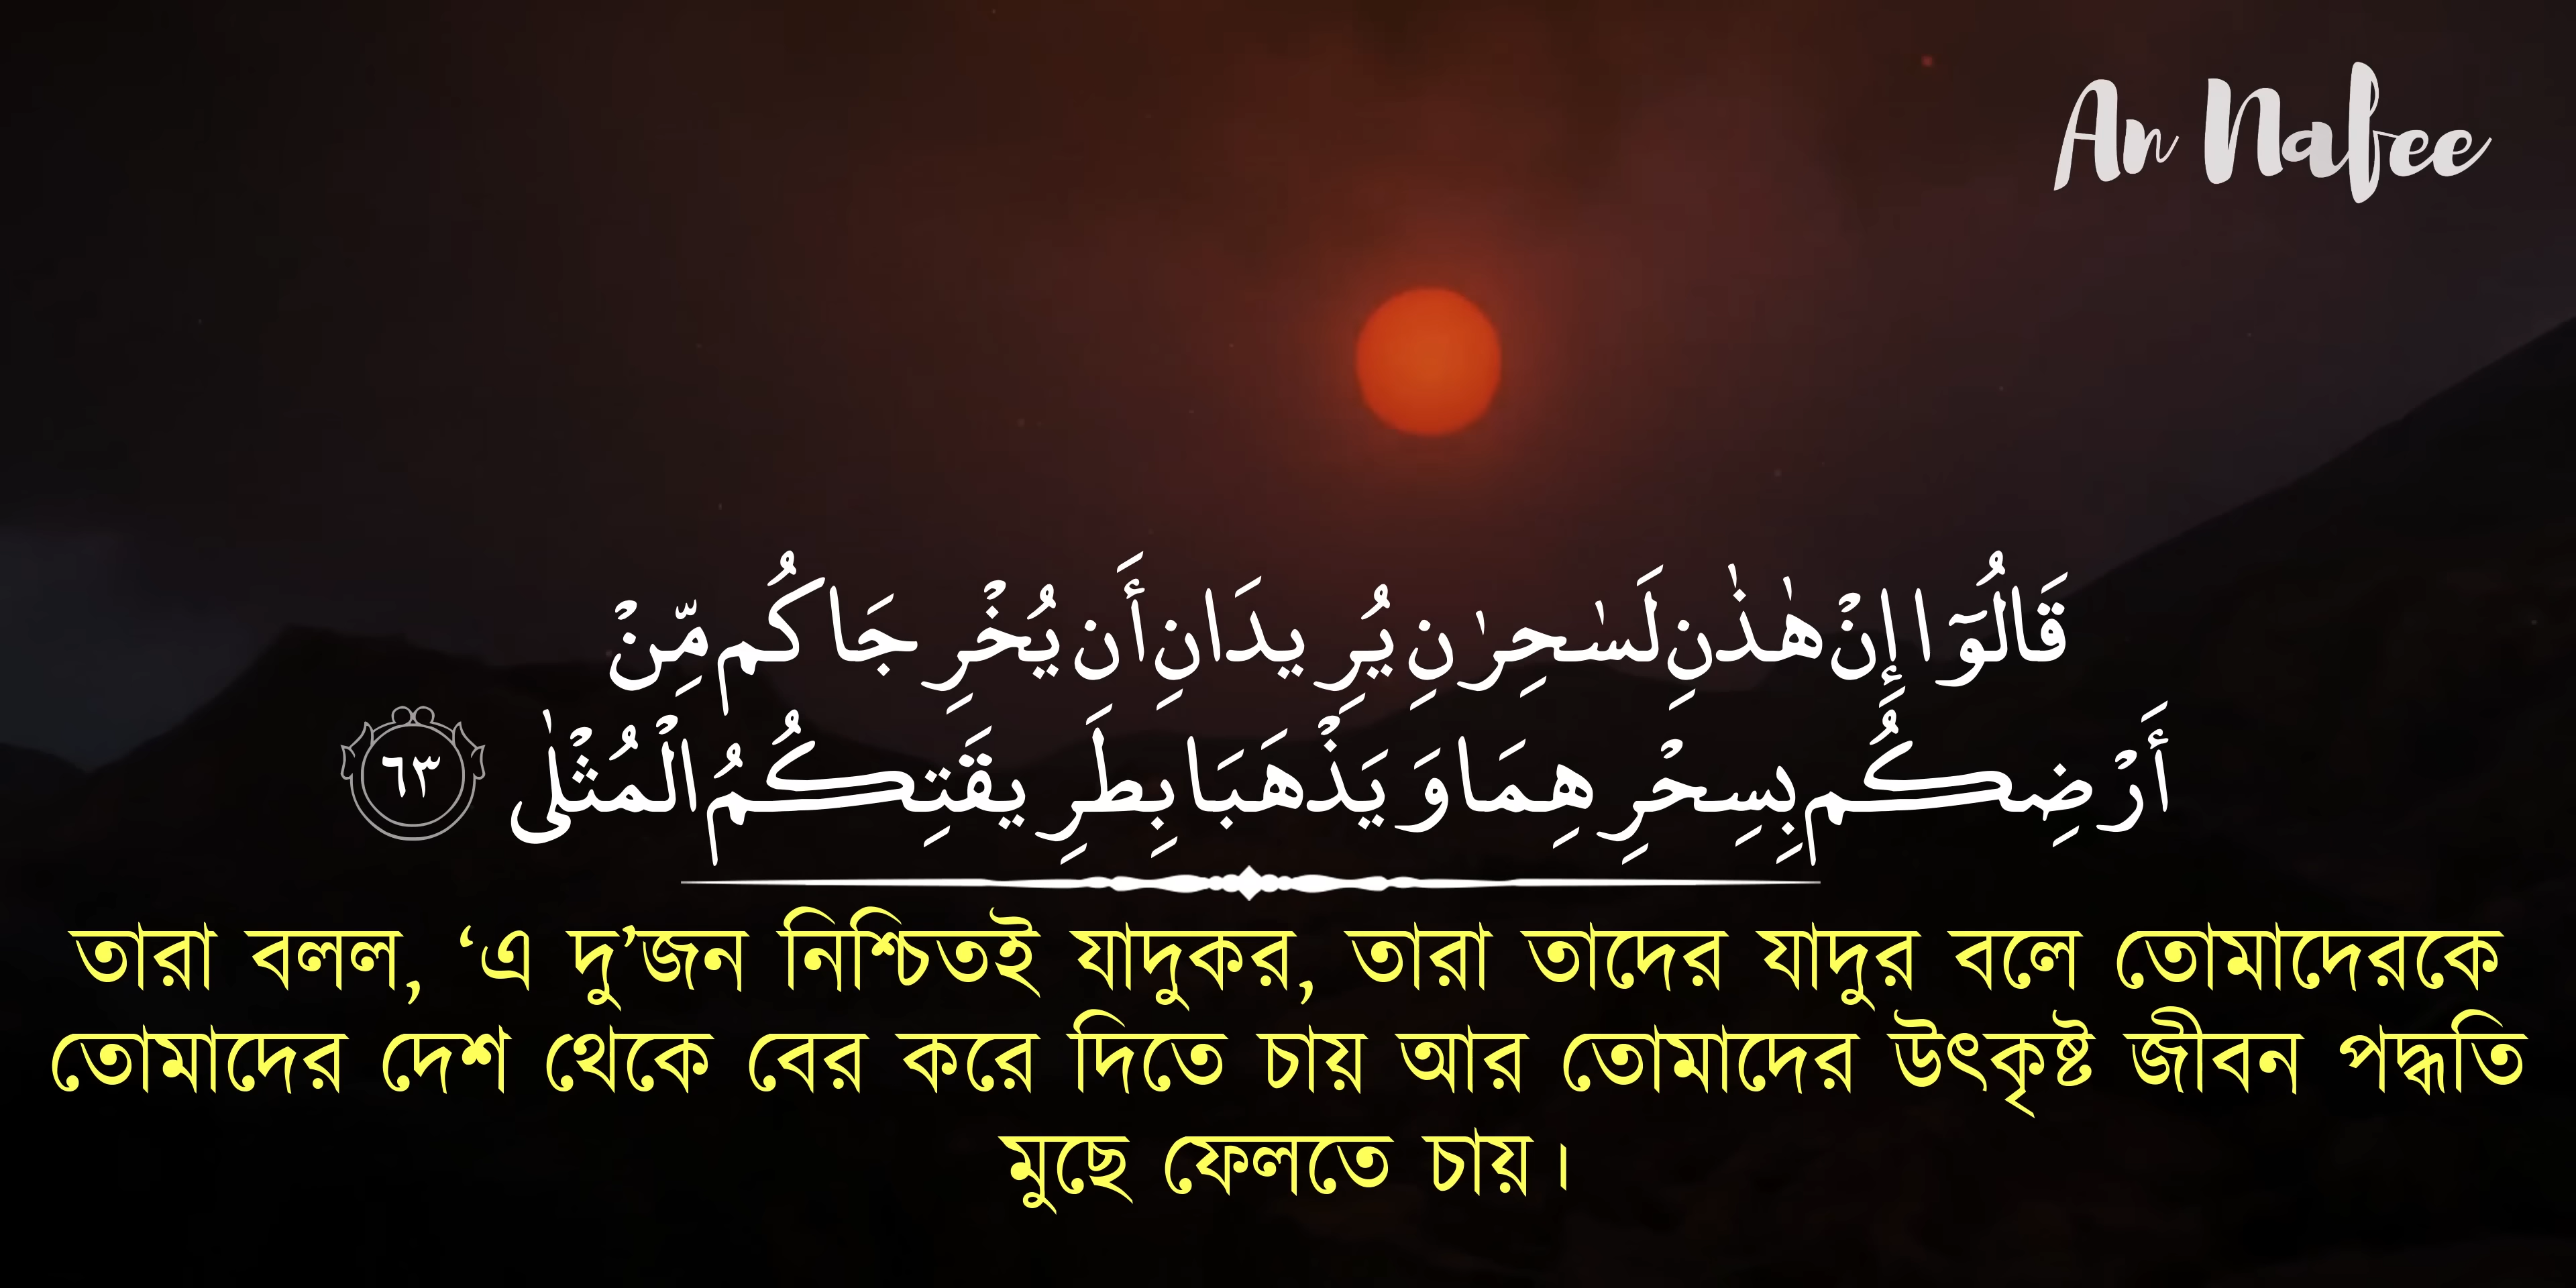 An Nafee
قَالُوٓا إِنْ هٰذٰنِ لَسٰحِرٰنِ يُرِيدَانِ أَن يُخْرِجَاكُم مِّنْ
أَرْضِكُم بِسِحْرِهِمَا وَيَذْهَبَا بِطَرِيقَتِكُمُ الْمُثْلٰى ٦٣
তারা বলল, ‘এ দু’জন নিশ্চিতই যাদুকর, তারা তাদের যাদুর বলে তোমাদেরকে
তোমাদের দেশ থেকে বের করে দিতে চায় আর তোমাদের উৎকৃষ্ট জীবন পদ্ধতি
মুছে ফেলতে চায়।